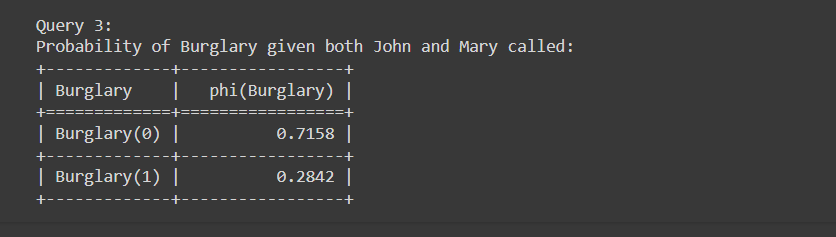 Query 3:
Probability of Burglary given both John and Mary called:
+-------------+-----------------+
| Burglary    |   phi(Burglary) |
+=============+=================+
| Burglary(0) |          0.7158 |
+-------------+-----------------+
| Burglary(1) |          0.2842 |
+-------------+-----------------+